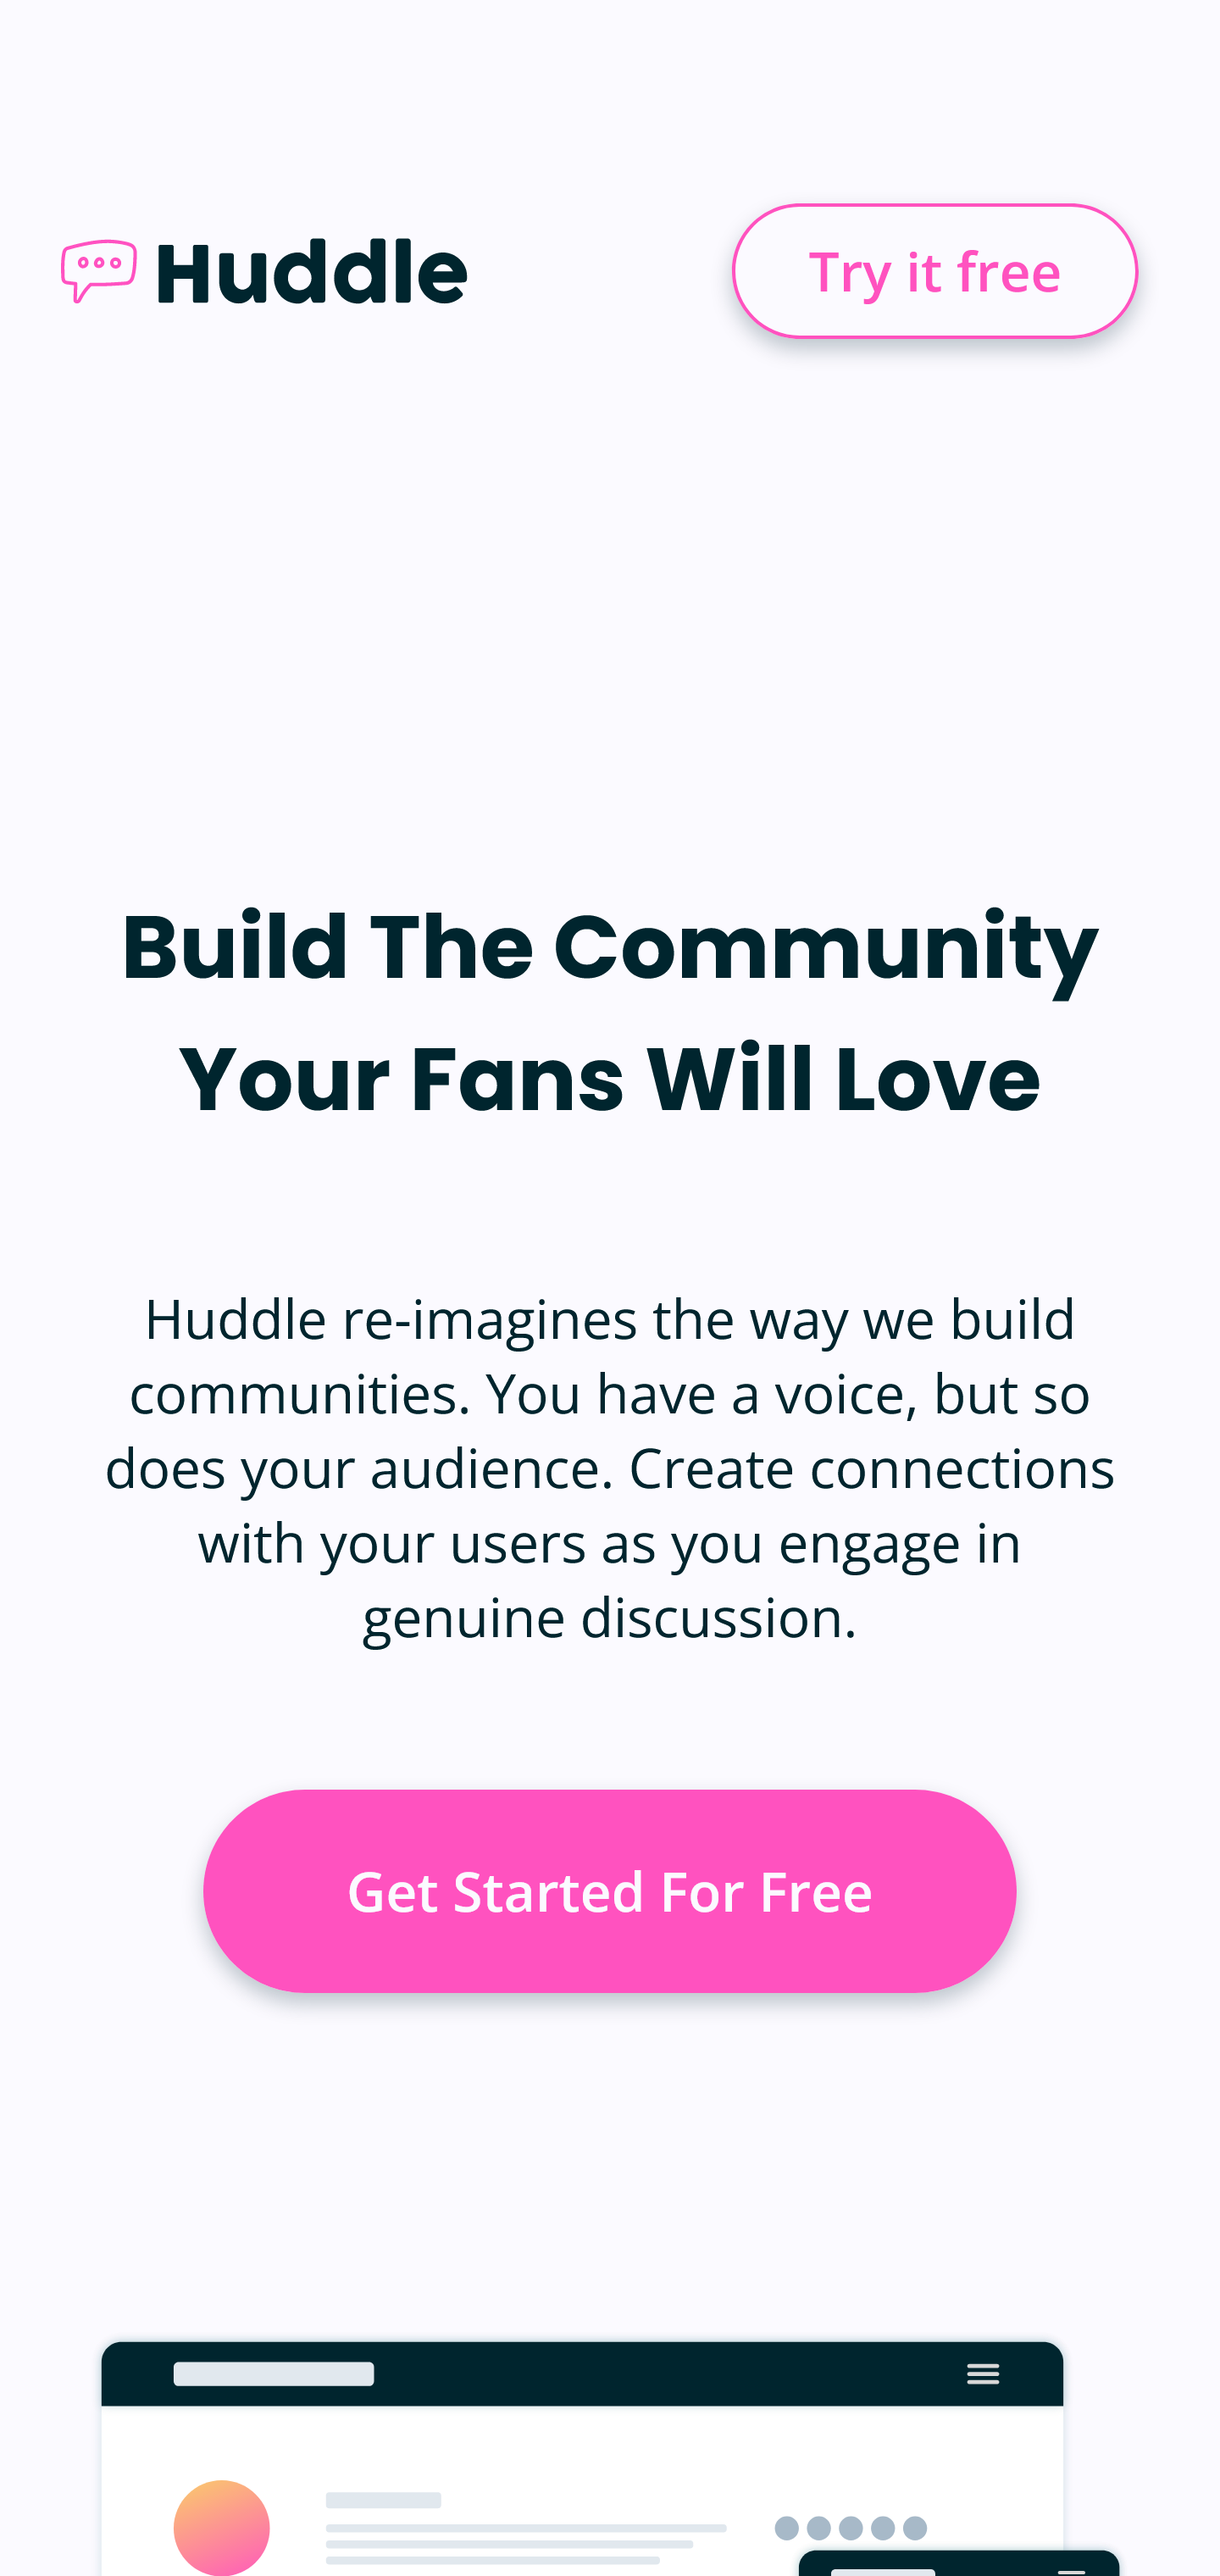 Huddle
Try it free
Build The Community
Your Fans Will Love
Huddle re-imagines the way we build
communities. You have a voice, but so
does your audience. Create connections
with your users as you engage in
genuine discussion.
Get Started For Free